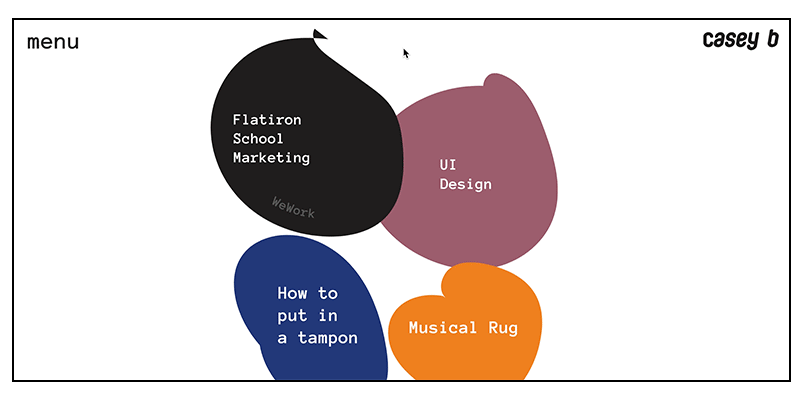 menu
casey b
Flatiron
School
Marketing
WeWork
UI
Design
How to
put in
a tampon
Musical Rug